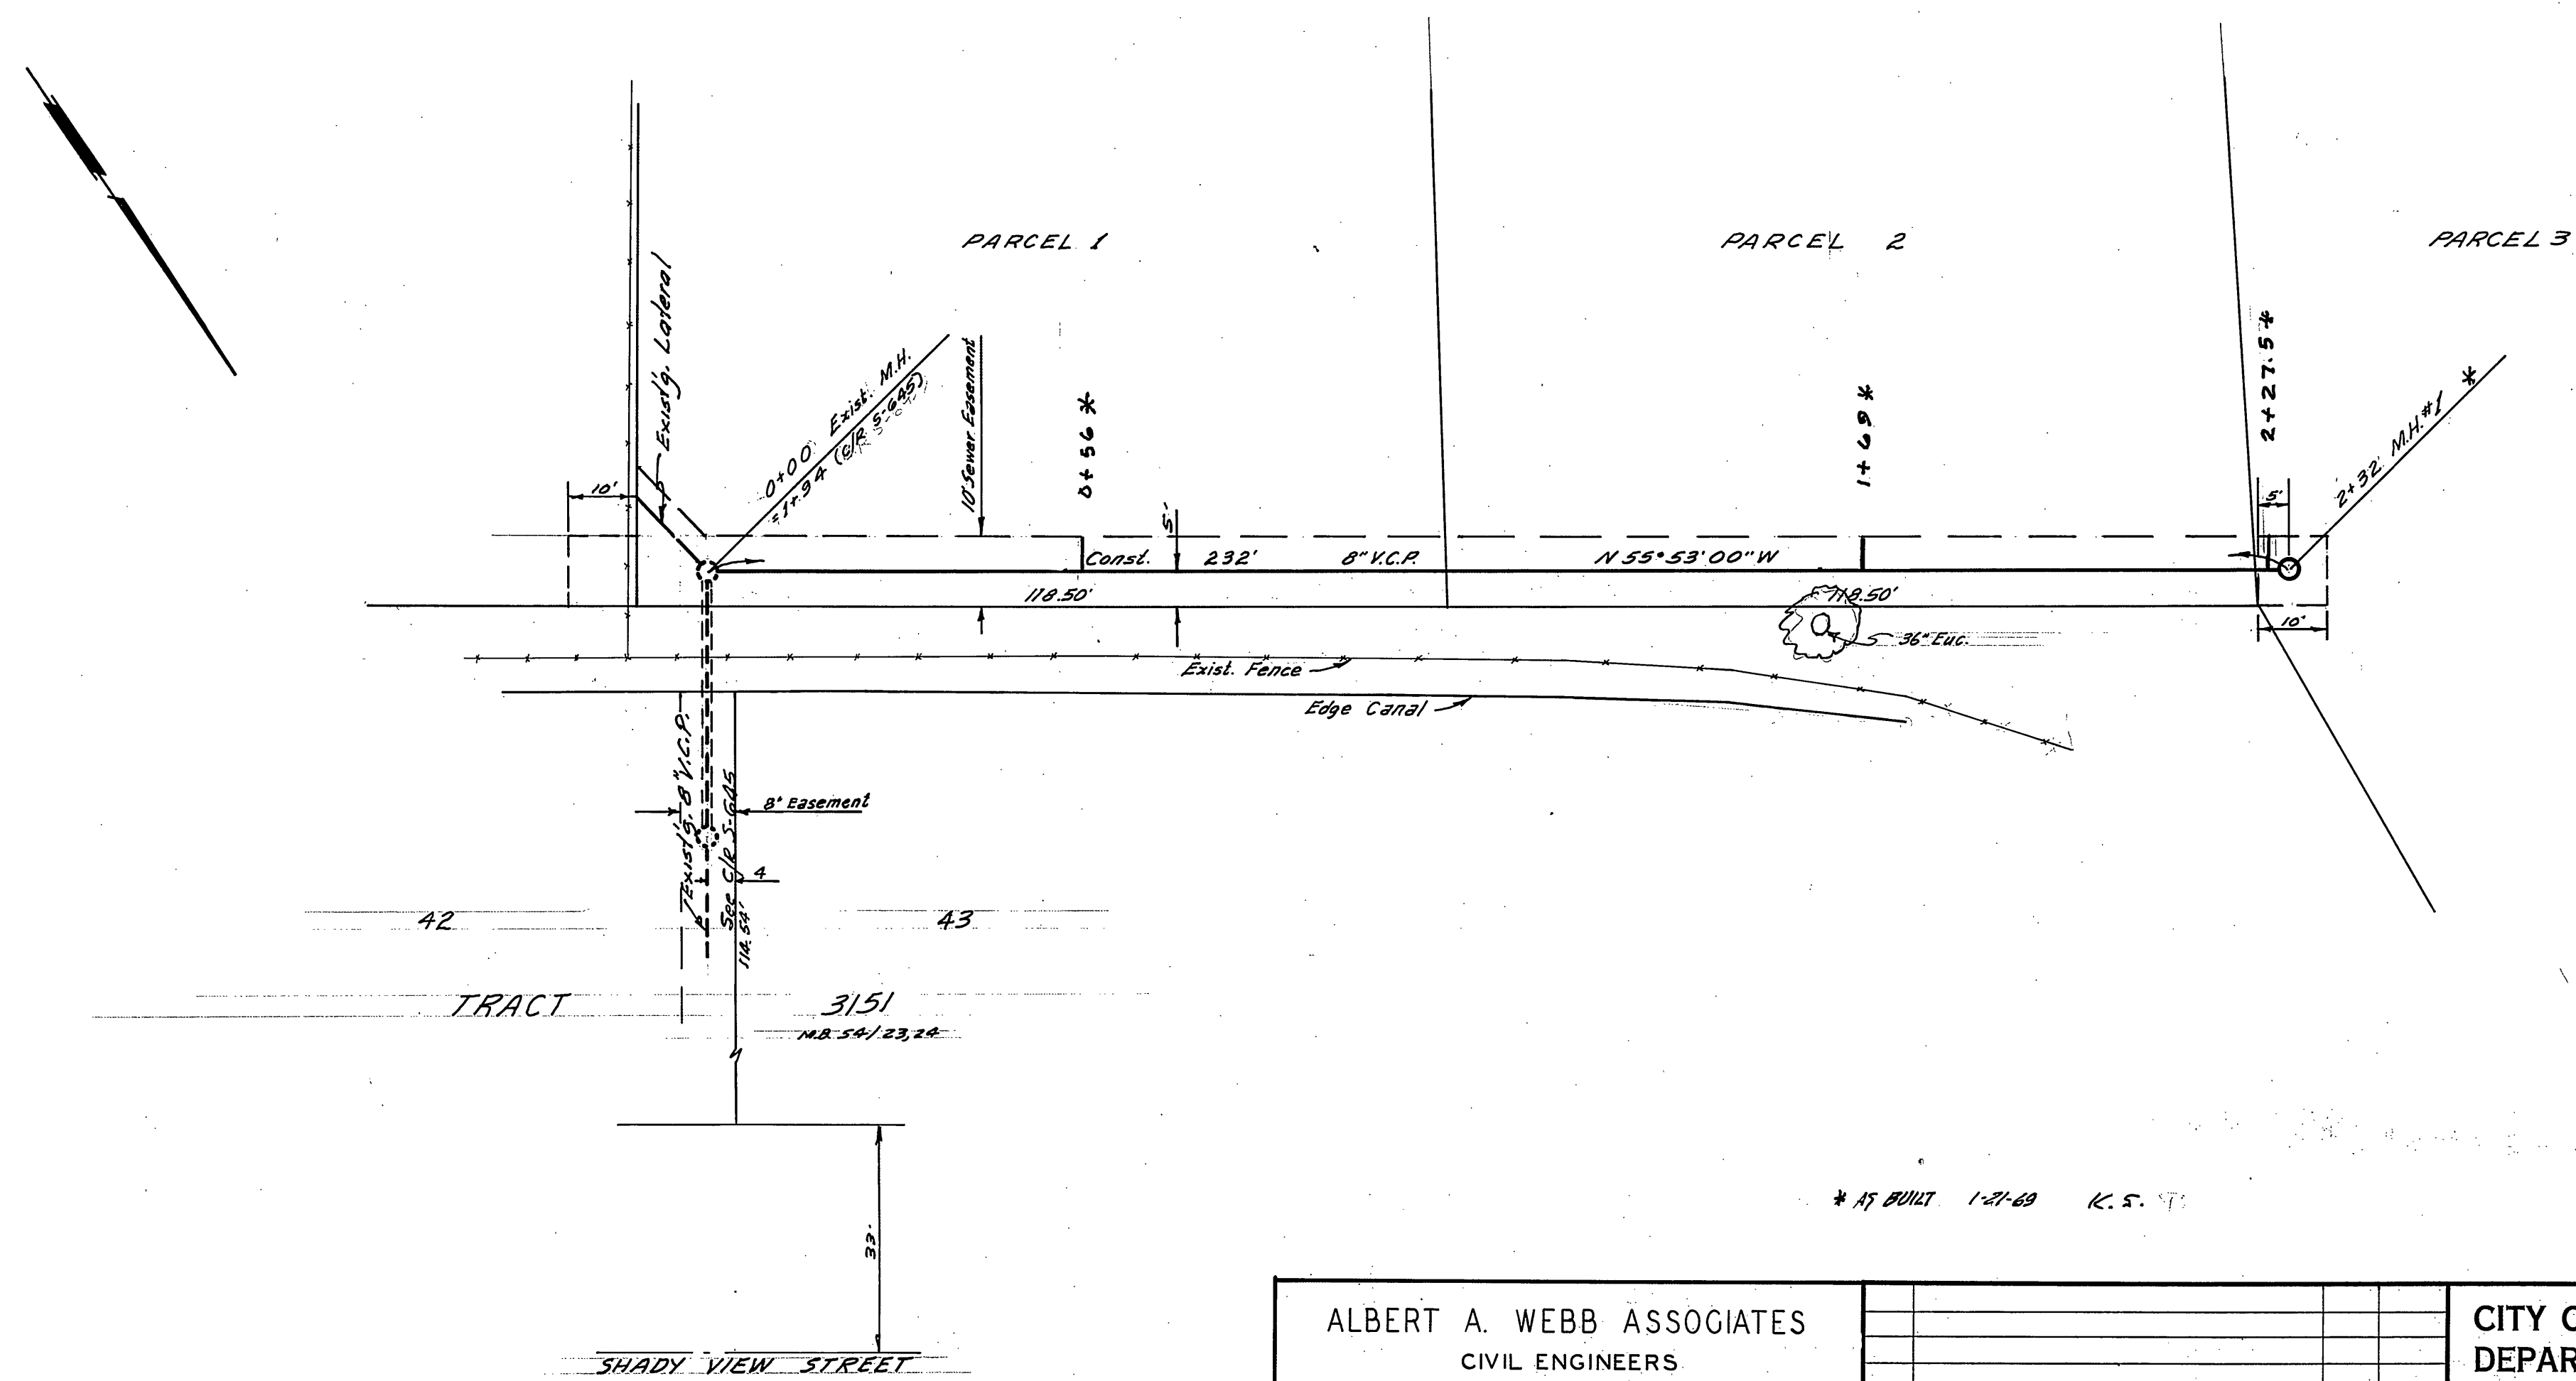 PARCEL 1
PARCEL 2
PARCEL 3
Exist'g. Lateral
0+00 Exist. M.H.
=1+94 (C/R S-645)
10' Sewer Easement
0+56 *
1+69 *
2+27.5 *
2+32 M.H.#1 *
10'
5'
5'
Const. 232' 8" V.C.P. N 55°53'00" W
118.50'
118.50'
36" Euc.
10'
Exist. Fence
Edge Canal
Exist'g. 8" V.C.P.
See C/R S-645
8' Easement
4
114.54'
42
43
TRACT 3151
M.B. 54/23,24
33'
SHADY VIEW STREET
* AS BUILT 1-21-69 K.S.
ALBERT A. WEBB ASSOCIATES
CIVIL ENGINEERS
CITY
DEPAR